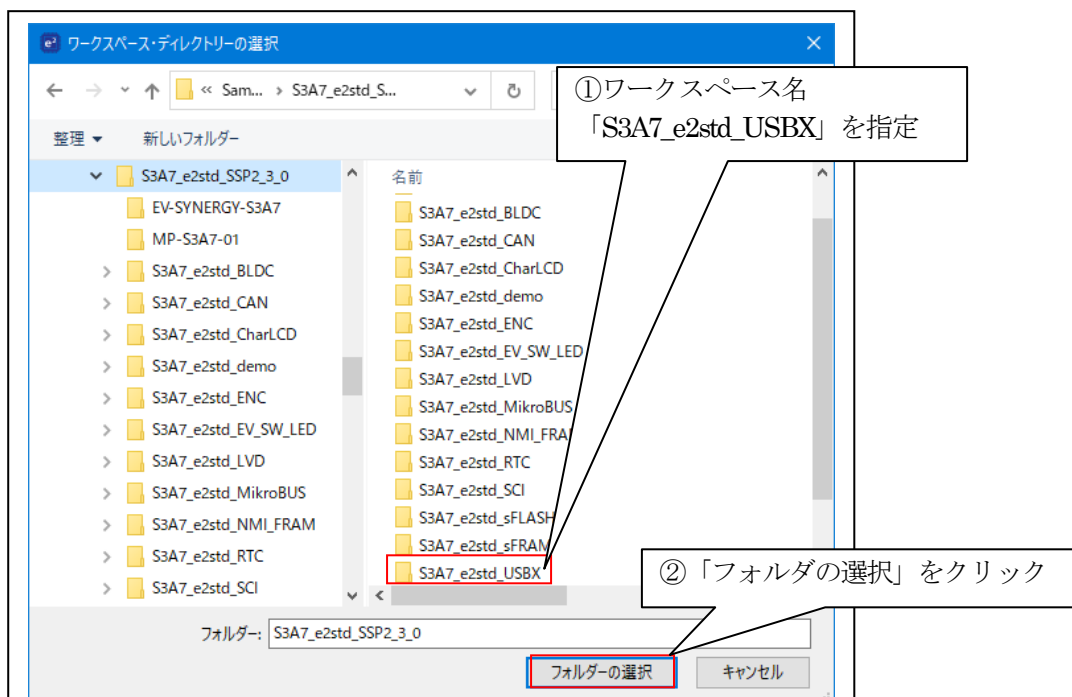 e² ワークスペース・ディレクトリーの選択
« Sam... › S3A7_e2std_S...
①ワークスペース名
「S3A7_e2std_USBX」を指定
整理 新しいフォルダー
S3A7_e2std_SSP2_3_0
EV-SYNERGY-S3A7
MP-S3A7-01
S3A7_e2std_BLDC
S3A7_e2std_CAN
S3A7_e2std_CharLCD
S3A7_e2std_demo
S3A7_e2std_ENC
S3A7_e2std_EV_SW_LED
S3A7_e2std_LVD
S3A7_e2std_MikroBUS
S3A7_e2std_NMI_FRAM
S3A7_e2std_RTC
S3A7_e2std_SCI
名前
S3A7_e2std_BLDC
S3A7_e2std_CAN
S3A7_e2std_CharLCD
S3A7_e2std_demo
S3A7_e2std_ENC
S3A7_e2std_EV_SW_LED
S3A7_e2std_LVD
S3A7_e2std_MikroBUS
S3A7_e2std_NMI_FRAM
S3A7_e2std_RTC
S3A7_e2std_SCI
S3A7_e2std_sFLASH
S3A7_e2std_sFRAM
S3A7_e2std_USBX
②「フォルダの選択」をクリック
フォルダー: S3A7_e2std_SSP2_3_0
フォルダーの選択 キャンセル